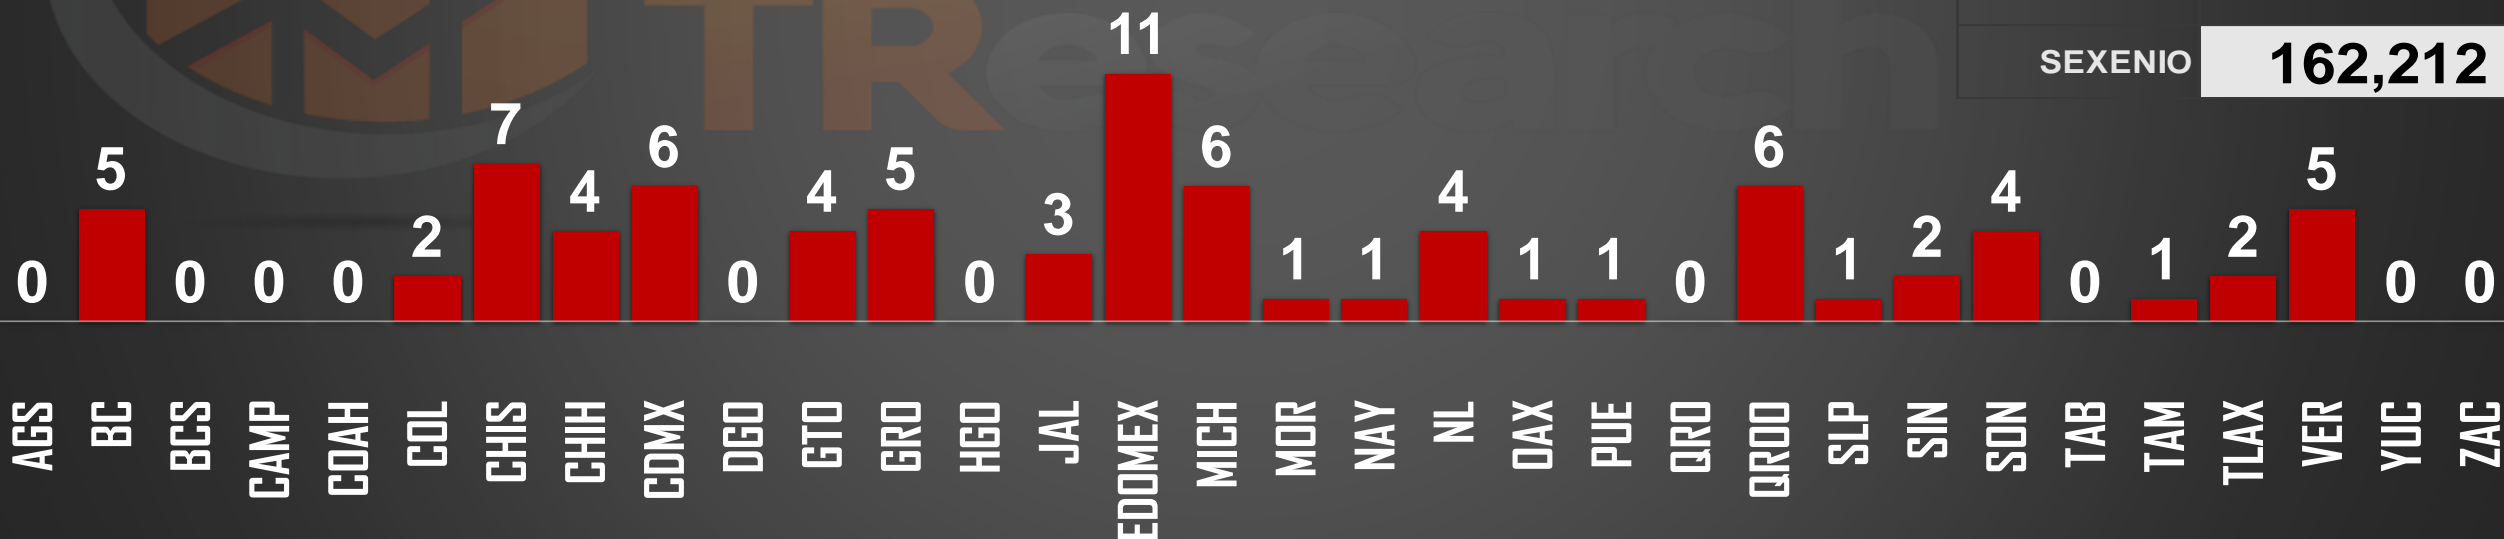 TResearch
SEXENIO 162,212
11
7
6 6 6
5 5 5
4 4 4 4
3
2 2 2
1 1 1 1 1 1
0 0 0 0 0 0 0 0 0 0
AGS BC BCS CAMP COAH COL CHIS CHIH CDMX DGO GTO GRO HGO JAL EDOMEX MICH MOR NAY NL OAX PUE QRO QROO SLP SIN SON TAB TAM TLAX VER YUC ZAC